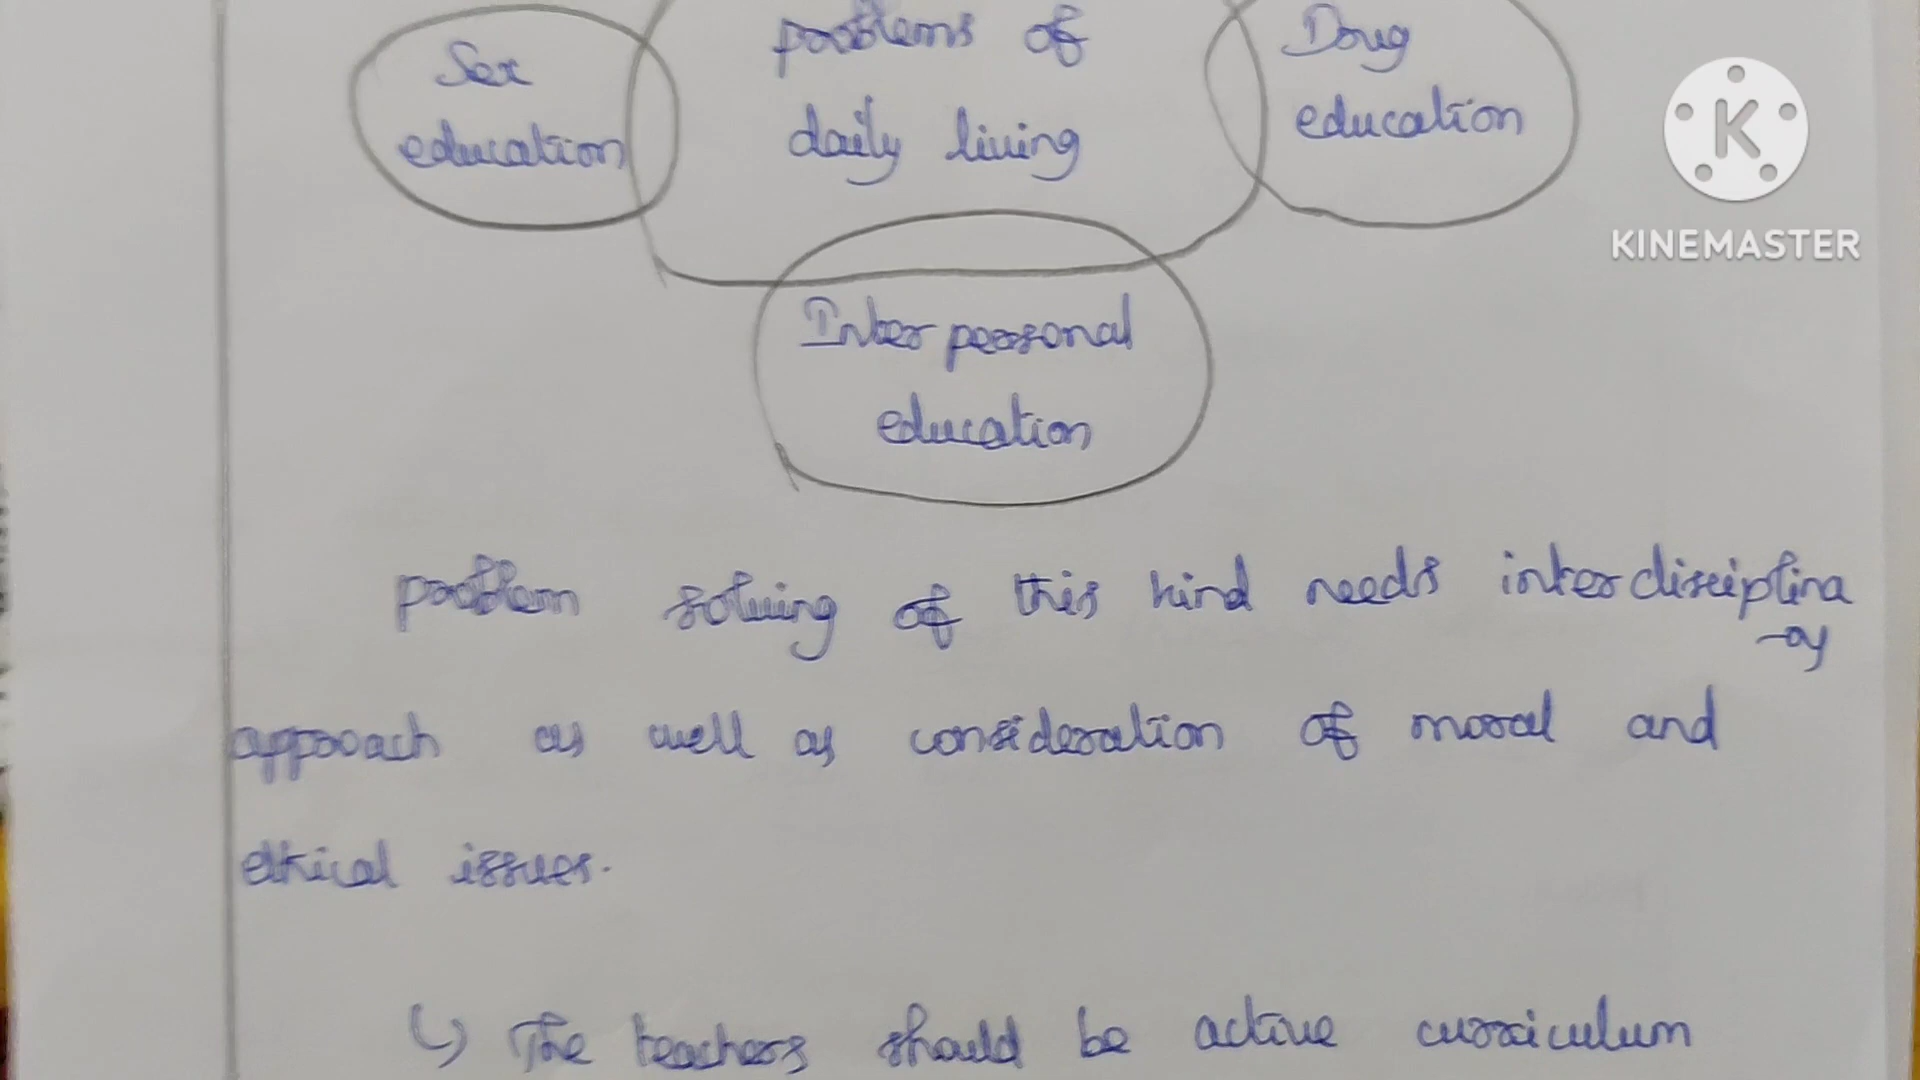 Sex
education
problems of
daily living
Drug
education
K
KINEMASTER
Inter personal
education
problem solving of this kind needs interdisciplina
-ry
approach as well as consideration of moral and
ethical issues.
↳ The teachers should be active curriculum